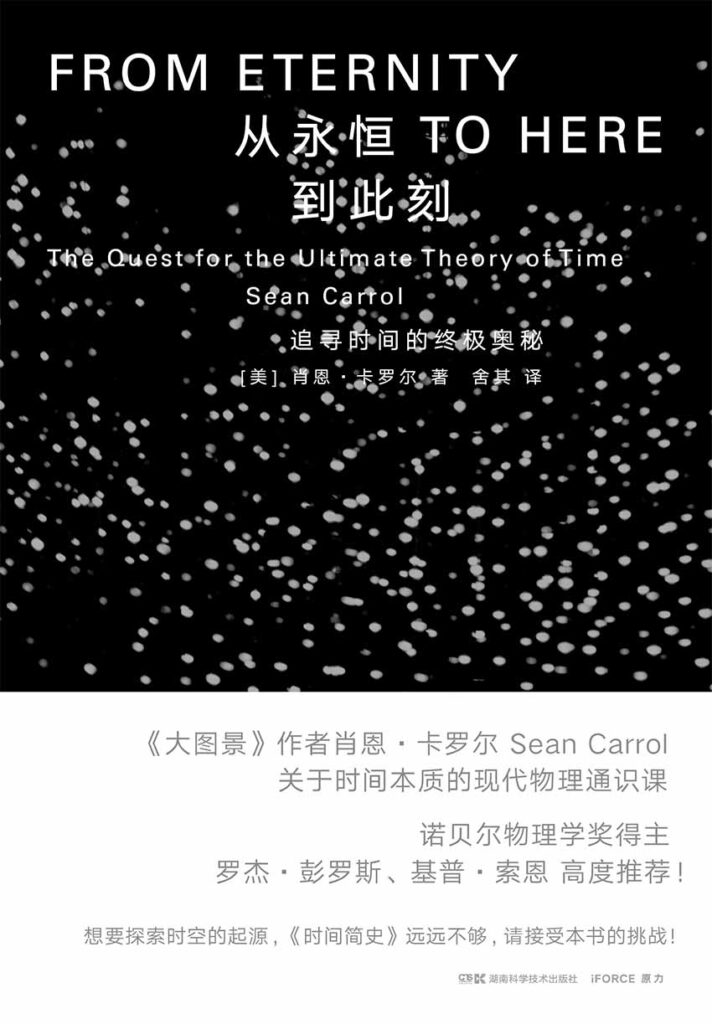 FROM ETERNITY
从永恒 TO HERE
到此刻
The Quest for the Ultimate Theory of Time
Sean Carrol
追寻时间的终极奥秘
[美] 肖恩·卡罗尔 著 舍其 译
《大图景》作者肖恩·卡罗尔 Sean Carrol
关于时间本质的现代物理通识课
诺贝尔物理学奖得主
罗杰·彭罗斯、基普·索恩 高度推荐!
想要探索时空的起源,《时间简史》远远不够,请接受本书的挑战!
湖南科学技术出版社 iFORCE 原力